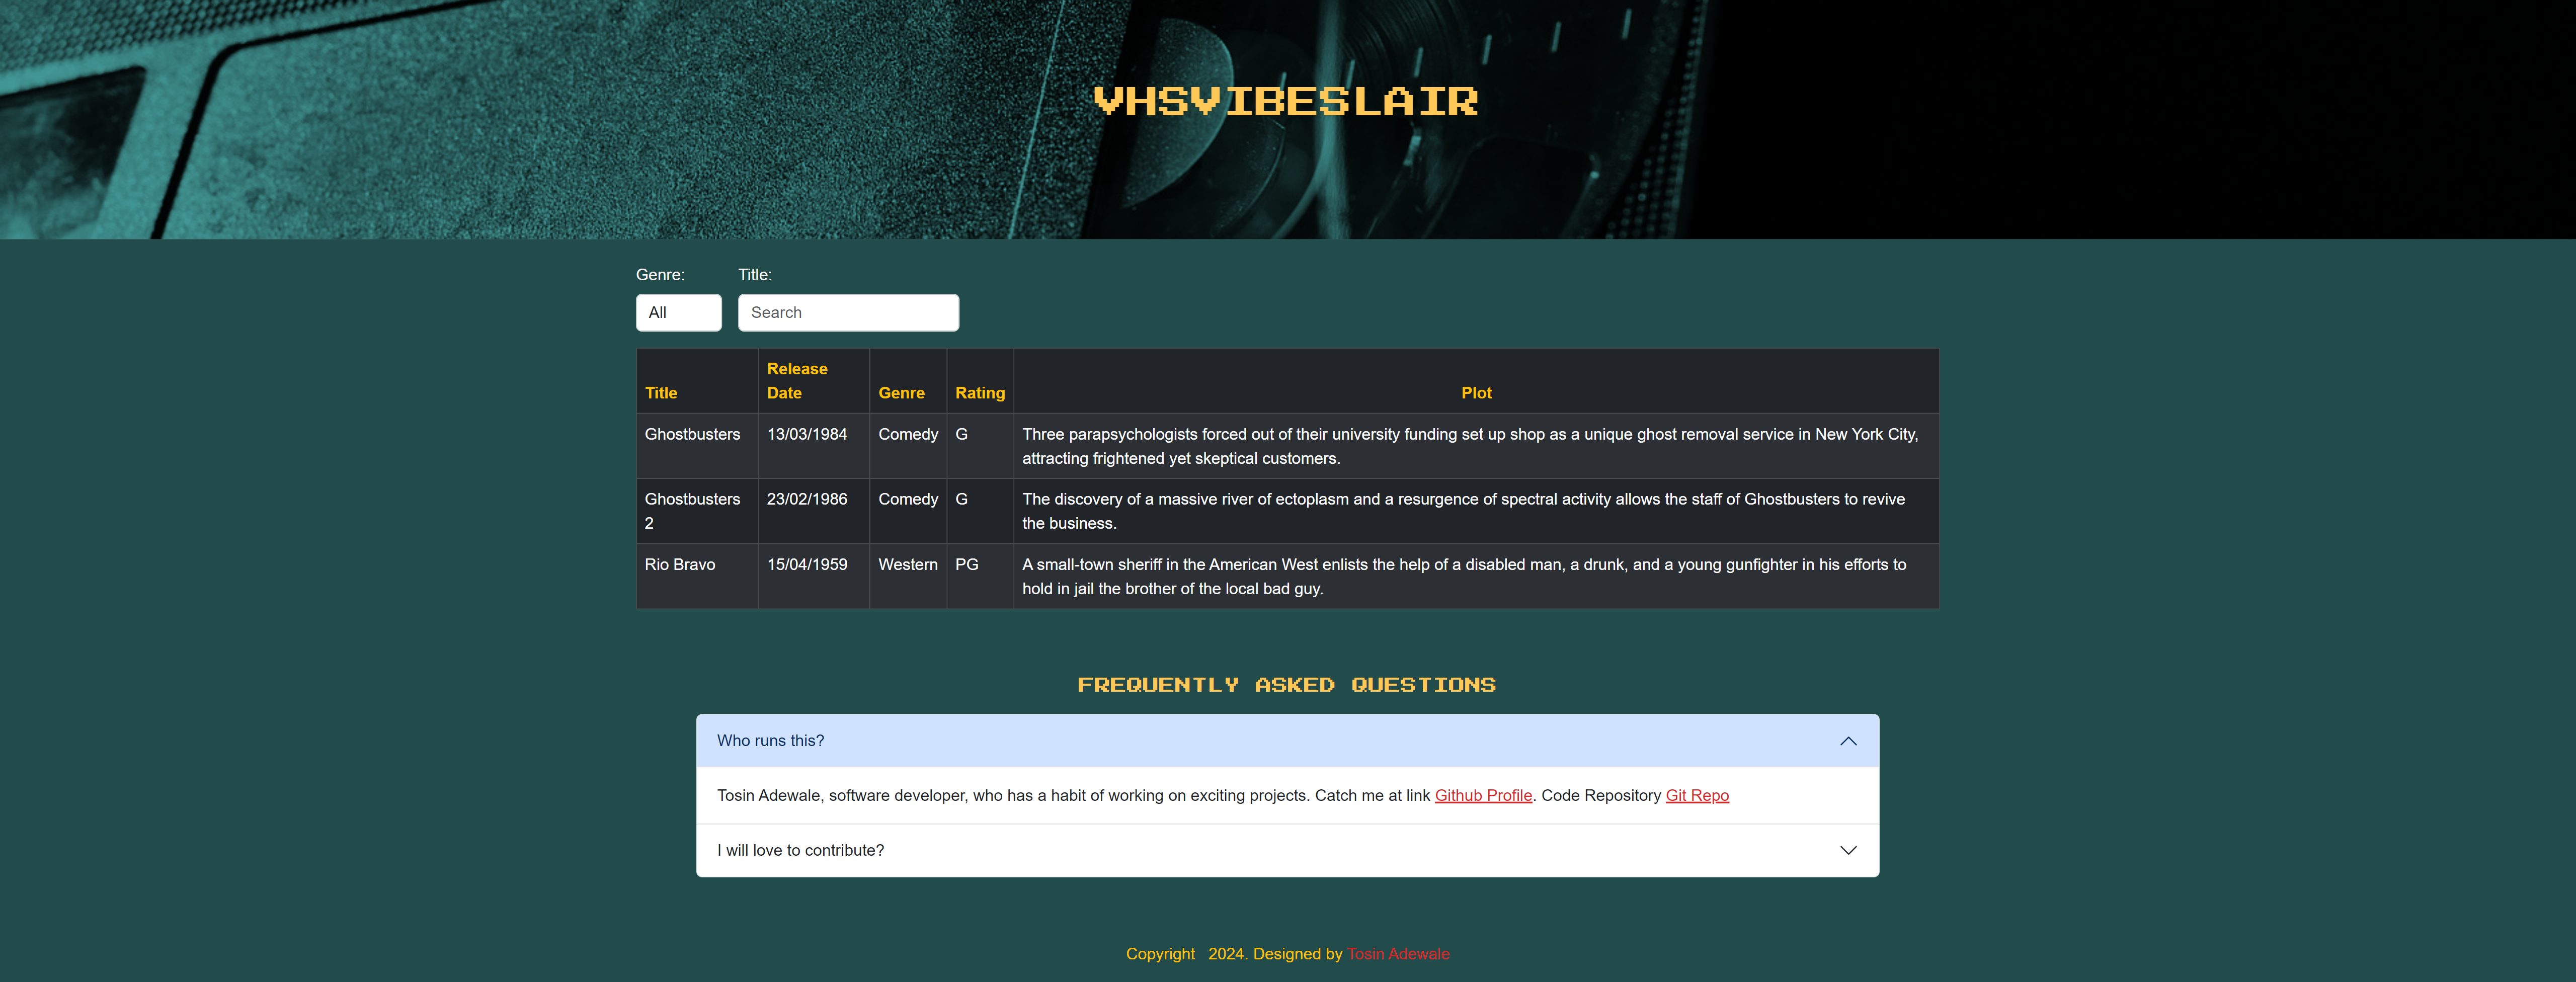 VHSVIBESLAIR
Genre: Title:
All Search
Title Release Date Genre Rating Plot
Ghostbusters 13/03/1984 Comedy G Three parapsychologists forced out of their university funding set up shop as a unique ghost removal service in New York City,
attracting frightened yet skeptical customers.
Ghostbusters 2 23/02/1986 Comedy G The discovery of a massive river of ectoplasm and a resurgence of spectral activity allows the staff of Ghostbusters to revive
the business.
Rio Bravo 15/04/1959 Western PG A small-town sheriff in the American West enlists the help of a disabled man, a drunk, and a young gunfighter in his efforts to
hold in jail the brother of the local bad guy.
FREQUENTLY ASKED QUESTIONS
Who runs this?
Tosin Adewale, software developer, who has a habit of working on exciting projects. Catch me at link Github Profile. Code Repository Git Repo
I will love to contribute?
Copyright 2024. Designed by Tosin Adewale